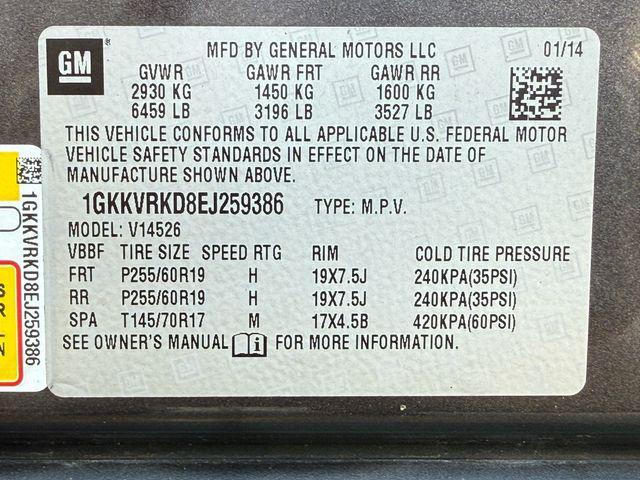 GM
MFD BY GENERAL MOTORS LLC 01/14
GVWR GAWR FRT GAWR RR
2930 KG 1450 KG 1600 KG
6459 LB 3196 LB 3527 LB
THIS VEHICLE CONFORMS TO ALL APPLICABLE U.S. FEDERAL MOTOR
VEHICLE SAFETY STANDARDS IN EFFECT ON THE DATE OF
MANUFACTURE SHOWN ABOVE.
1GKKVRKD8EJ259386 TYPE: M.P.V.
MODEL: V14526
VBBF TIRE SIZE SPEED RTG RIM COLD TIRE PRESSURE
FRT P255/60R19 H 19X7.5J 240KPA(35PSI)
RR P255/60R19 H 19X7.5J 240KPA(35PSI)
SPA T145/70R17 M 17X4.5B 420KPA(60PSI)
SEE OWNER'S MANUAL i FOR MORE INFORMATION.
1GKKVRKD8EJ259386